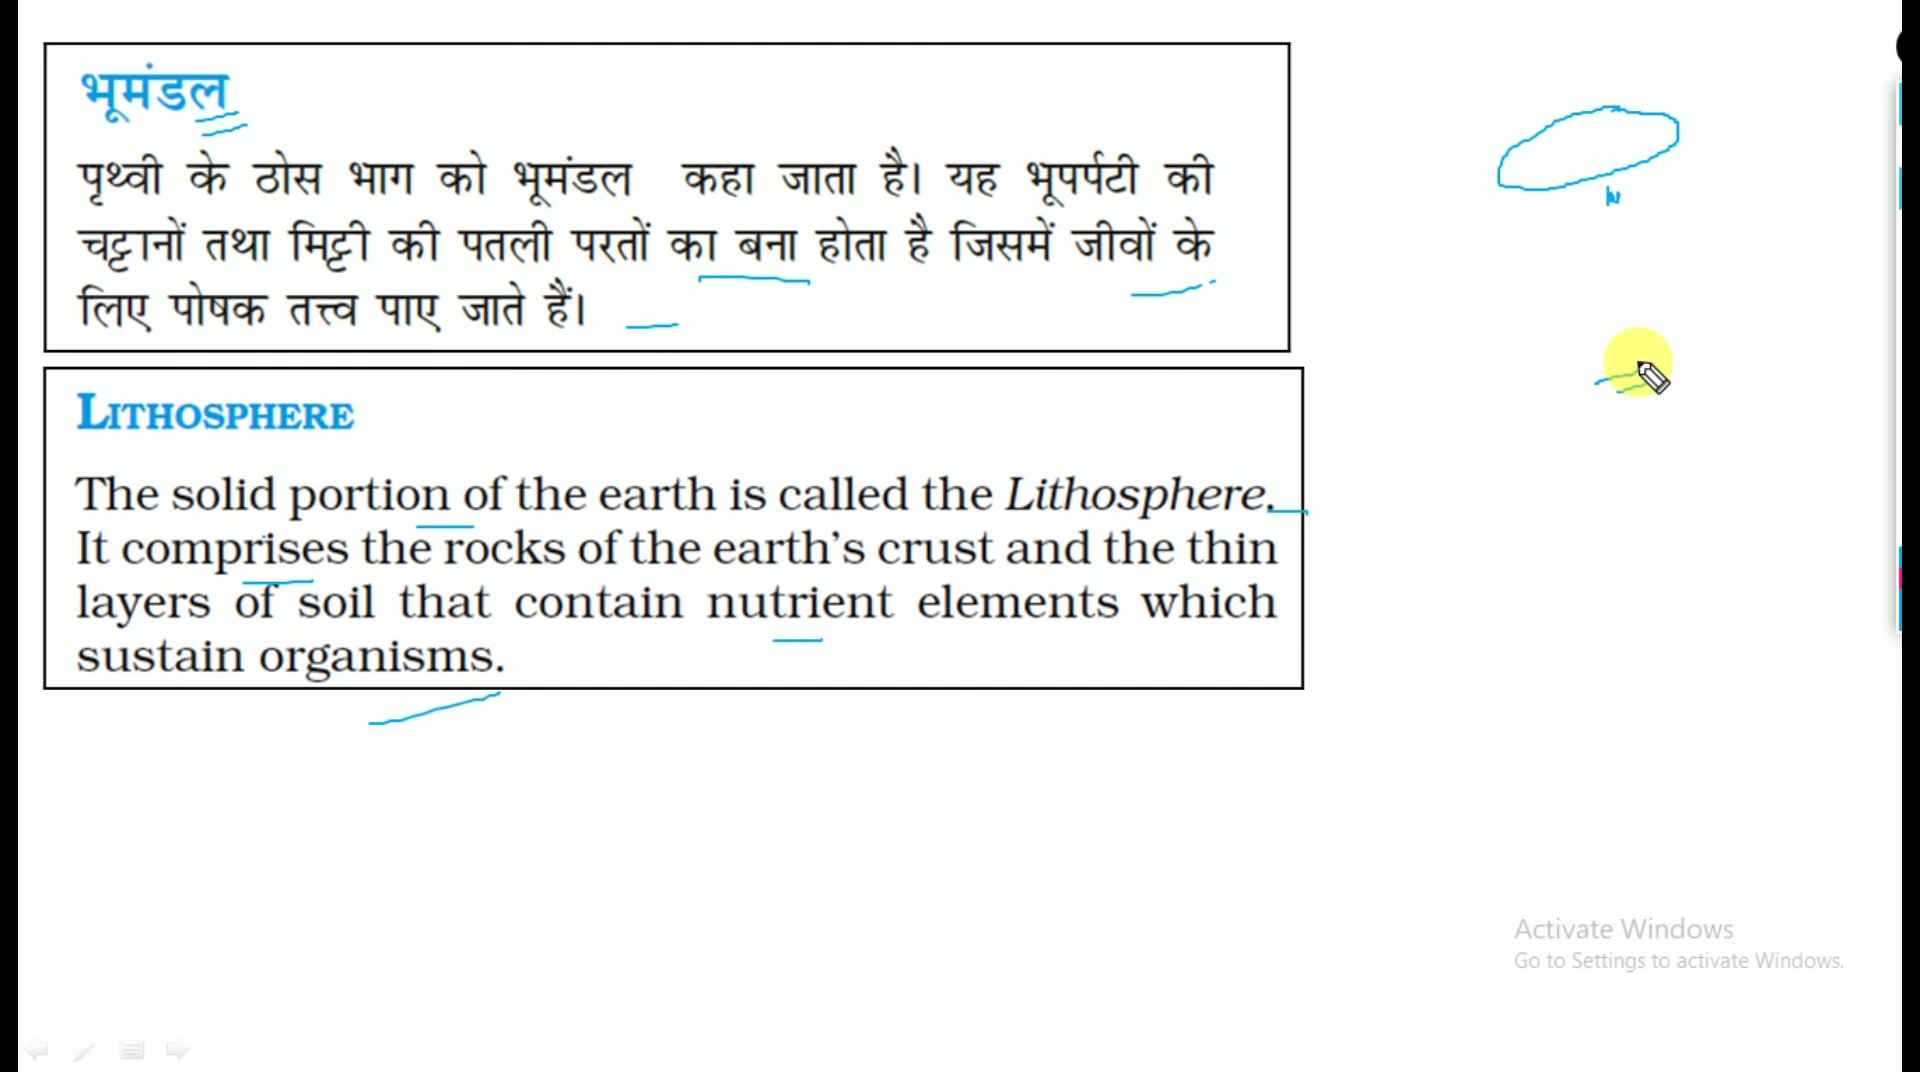 भूमंडल
पृथ्वी के ठोस भाग को भूमंडल कहा जाता है। यह भूपर्पटी की
चट्टानों तथा मिट्टी की पतली परतों का बना होता है जिसमें जीवों के
लिए पोषक तत्त्व पाए जाते हैं।
LITHOSPHERE
The solid portion of the earth is called the Lithosphere.
It comprises the rocks of the earth’s crust and the thin
layers of soil that contain nutrient elements which
sustain organisms.
Activate Windows
Go to Settings to activate Windows.